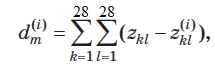 d_m^{(i)} = \sum_{k=1}^{28} \sum_{l=1}^{28} (z_{kl} - z_{kl}^{(i)}),